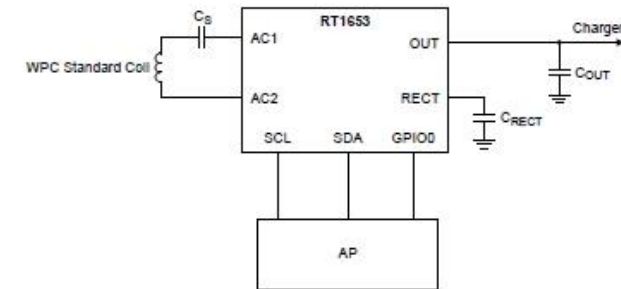 CS
RT1653
Charger
AC1
OUT
WPC Standard Coil
COUT
AC2
RECT
CRECT
SCL SDA GPIO0
AP